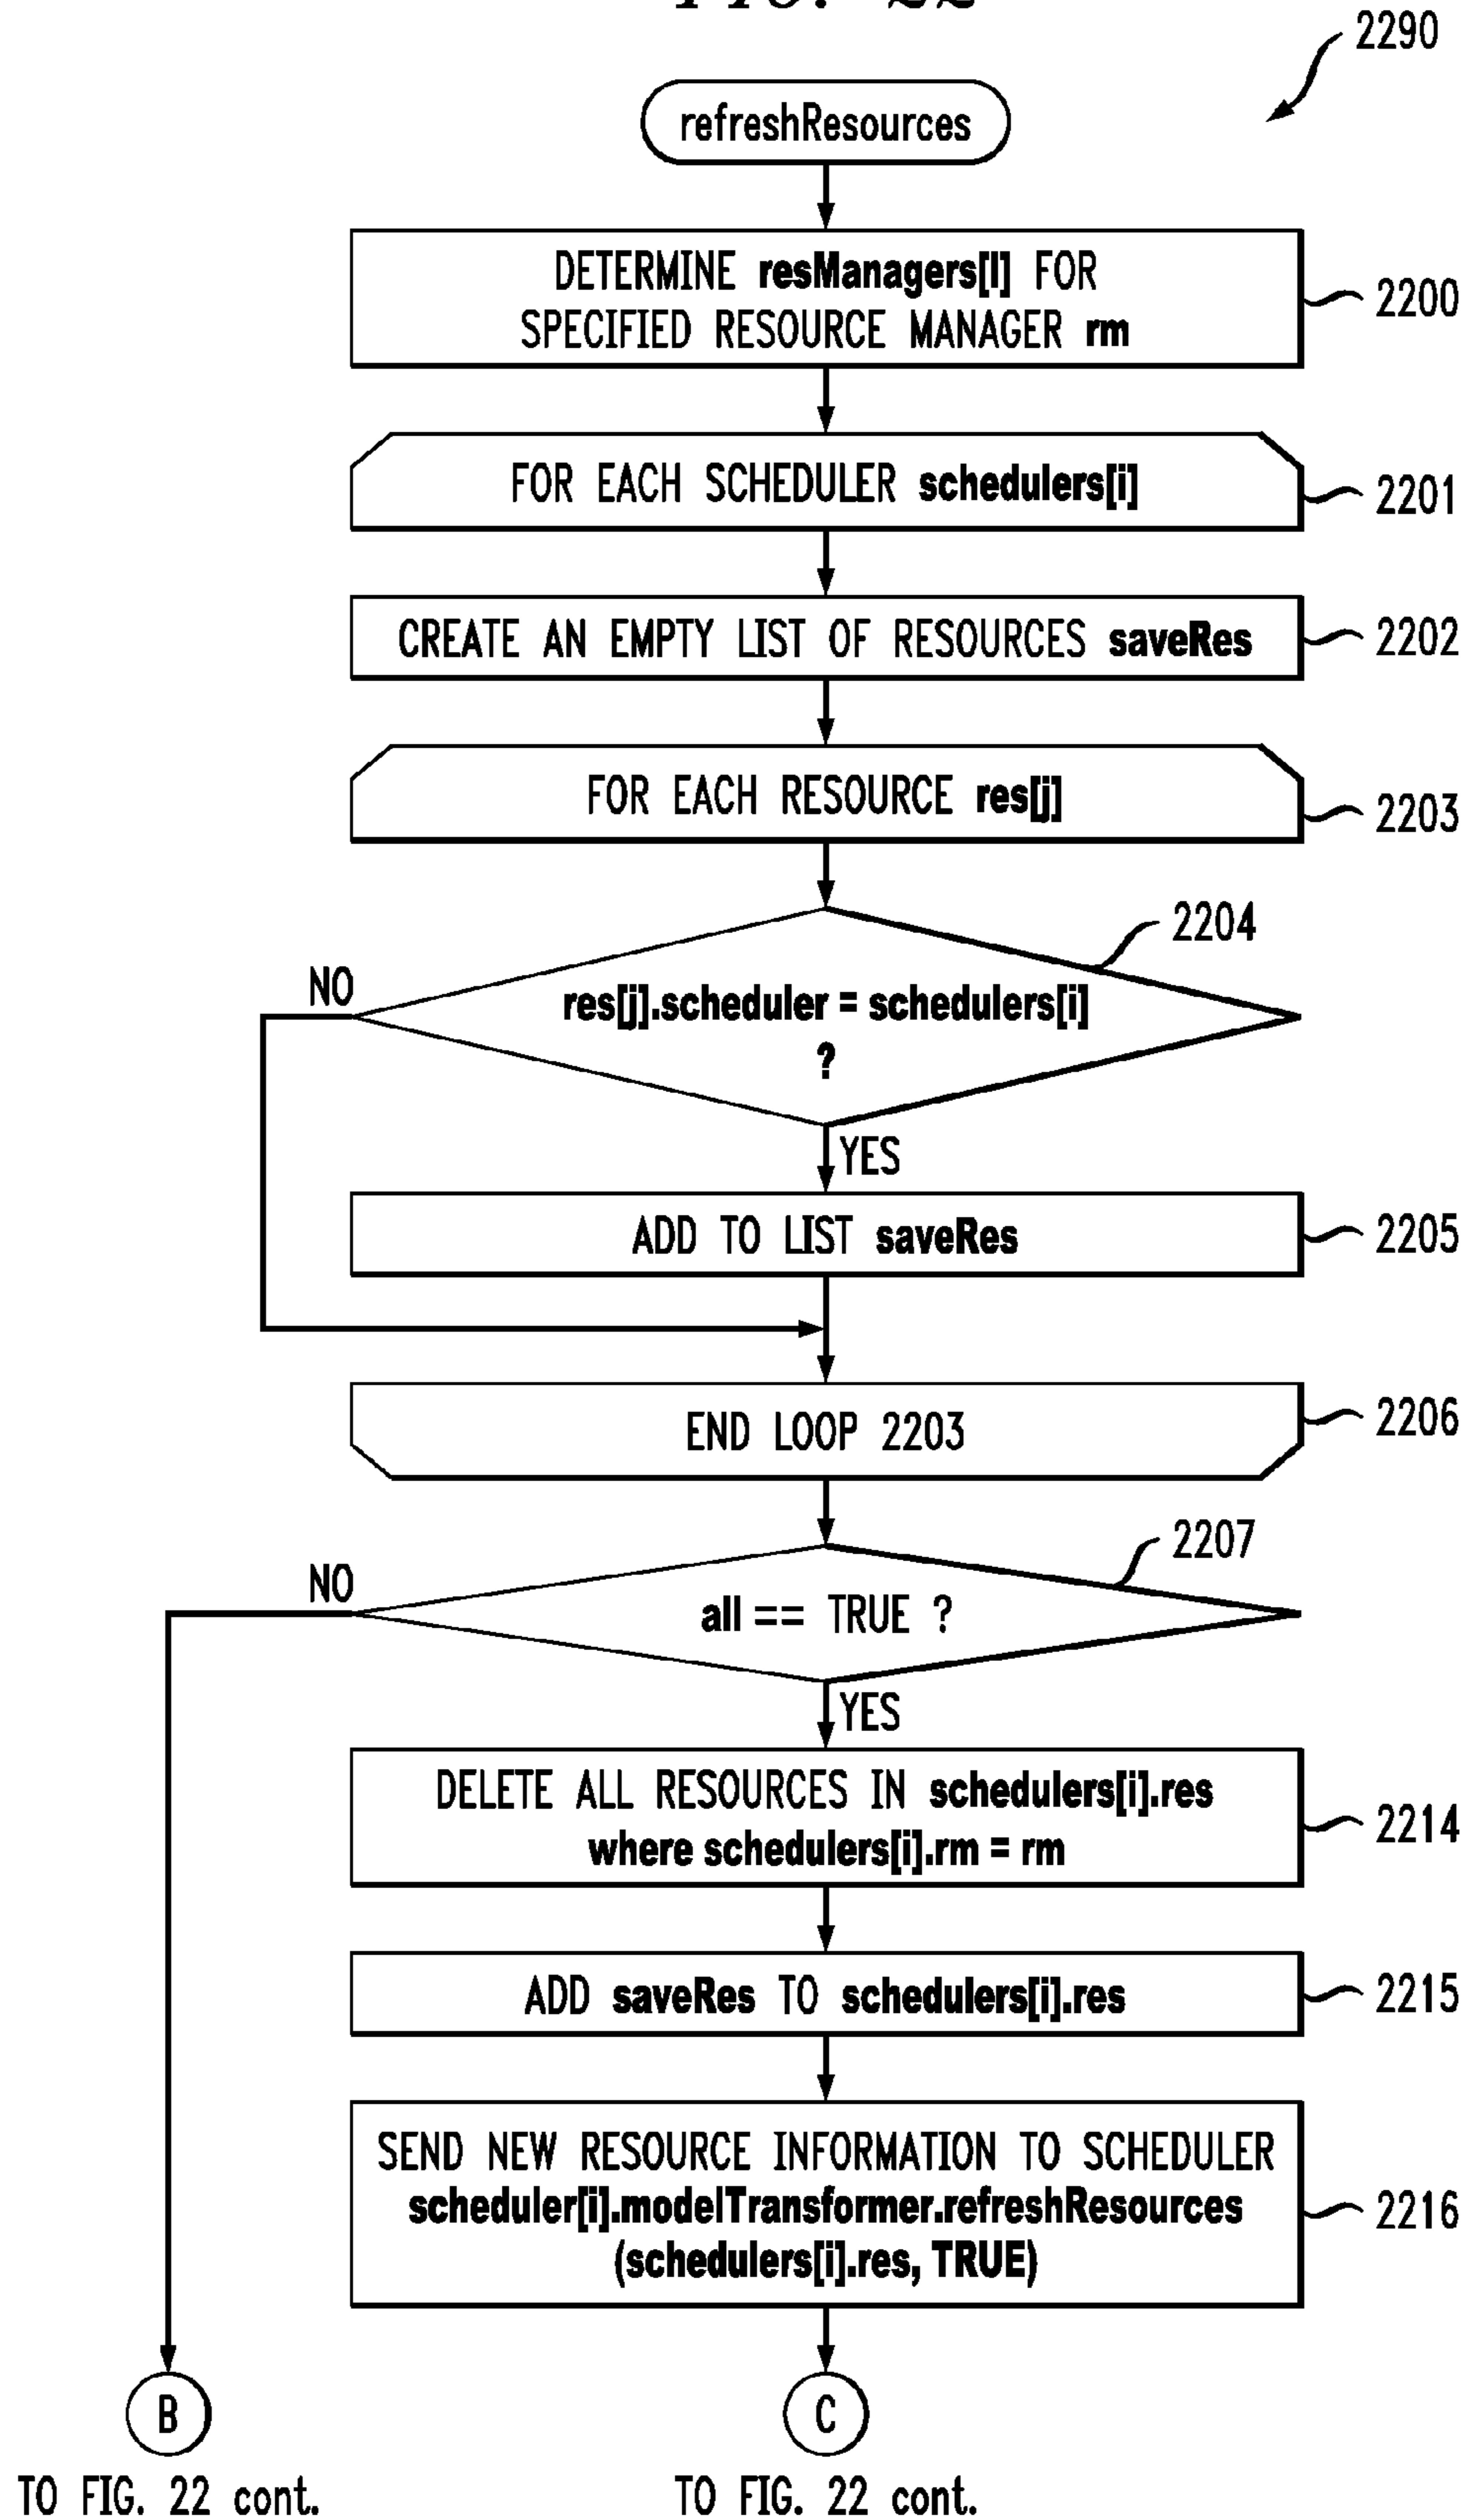 FIG. 22
2290
refreshResources
DETERMINE resManagers[I] FOR
SPECIFIED RESOURCE MANAGER rm
2200
FOR EACH SCHEDULER schedulers[i]
2201
CREATE AN EMPTY LIST OF RESOURCES saveRes
2202
FOR EACH RESOURCE res[j]
2203
2204
NO
res[j].scheduler = schedulers[i]
?
YES
ADD TO LIST saveRes
2205
END LOOP 2203
2206
2207
NO
all == TRUE ?
YES
DELETE ALL RESOURCES IN schedulers[i].res
where schedulers[i].rm = rm
2214
ADD saveRes TO schedulers[i].res
2215
SEND NEW RESOURCE INFORMATION TO SCHEDULER
scheduler[i].modelTransformer.refreshResources
(schedulers[i].res, TRUE)
2216
B
C
TO FIG. 22 cont.
TO FIG. 22 cont.